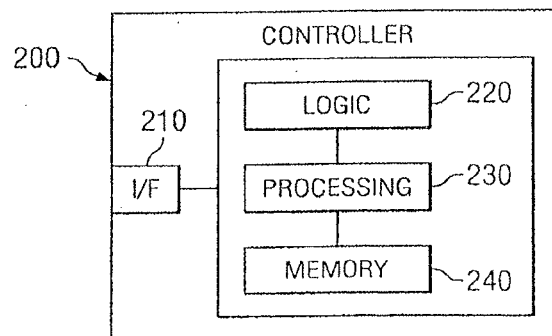 CONTROLLER
200
LOGIC
220
210
I/F
PROCESSING
230
MEMORY
240